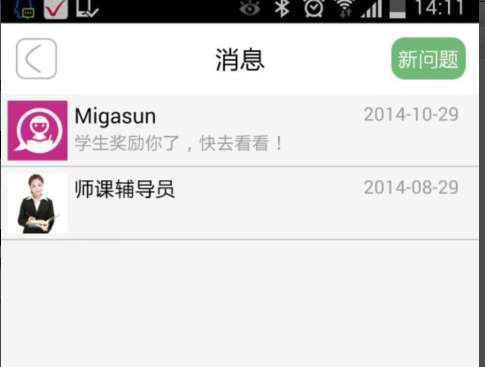 14:11
消息
新问题
Migasun
2014-10-29
学生奖励你了，快去看看！
师课辅导员
2014-08-29